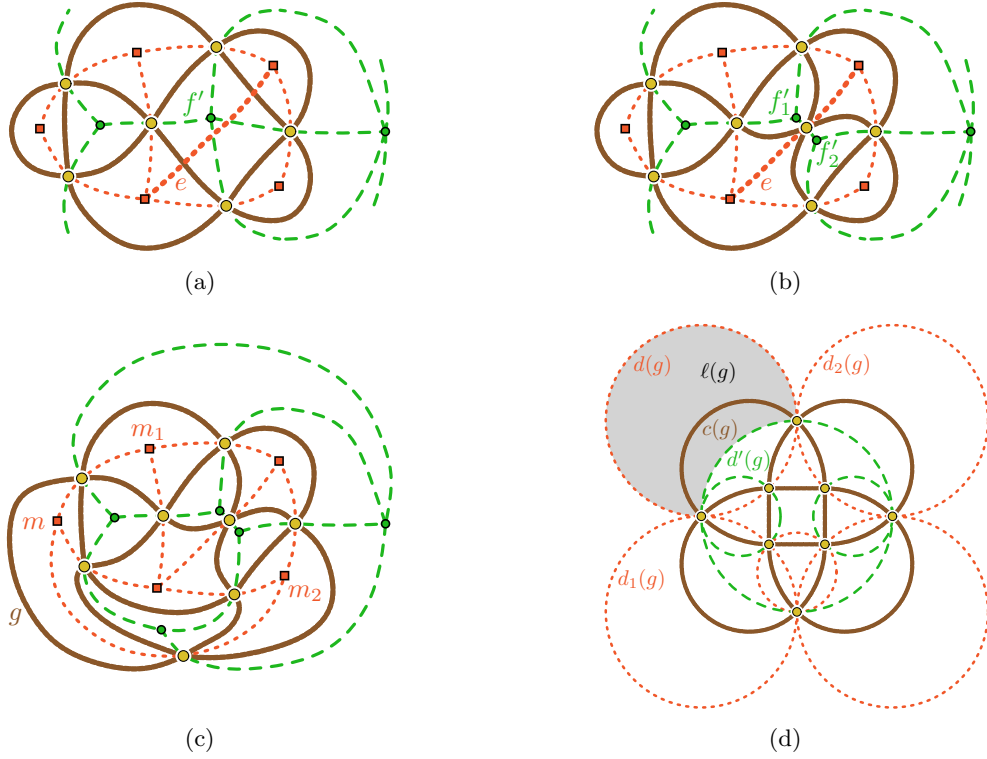 f′
e
(a)
f′₁
f′₂
e
(b)
m₁
m
m₂
g
(c)
d(g)
ℓ(g)
d₂(g)
c(g)
d′(g)
d₁(g)
(d)